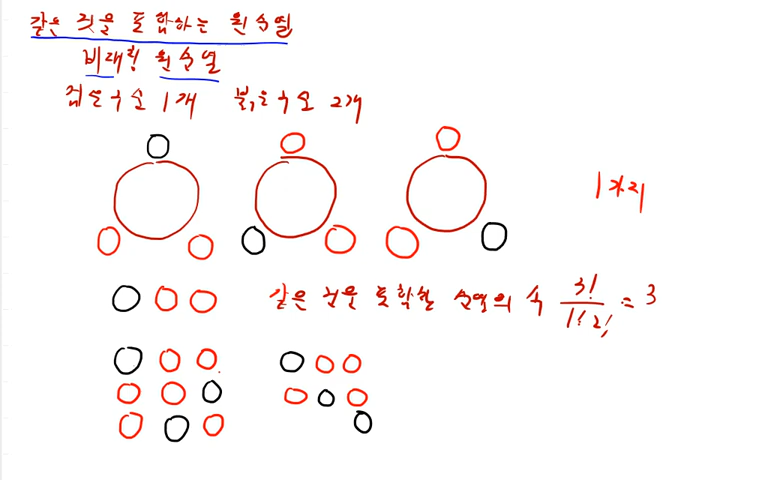 같은 것을 포함하는 원순열
비대칭 원순열
검은구슬 1개 붉은구슬 2개
1가지
같은 것을 포함한 순열의 수 3!/1!2! = 3